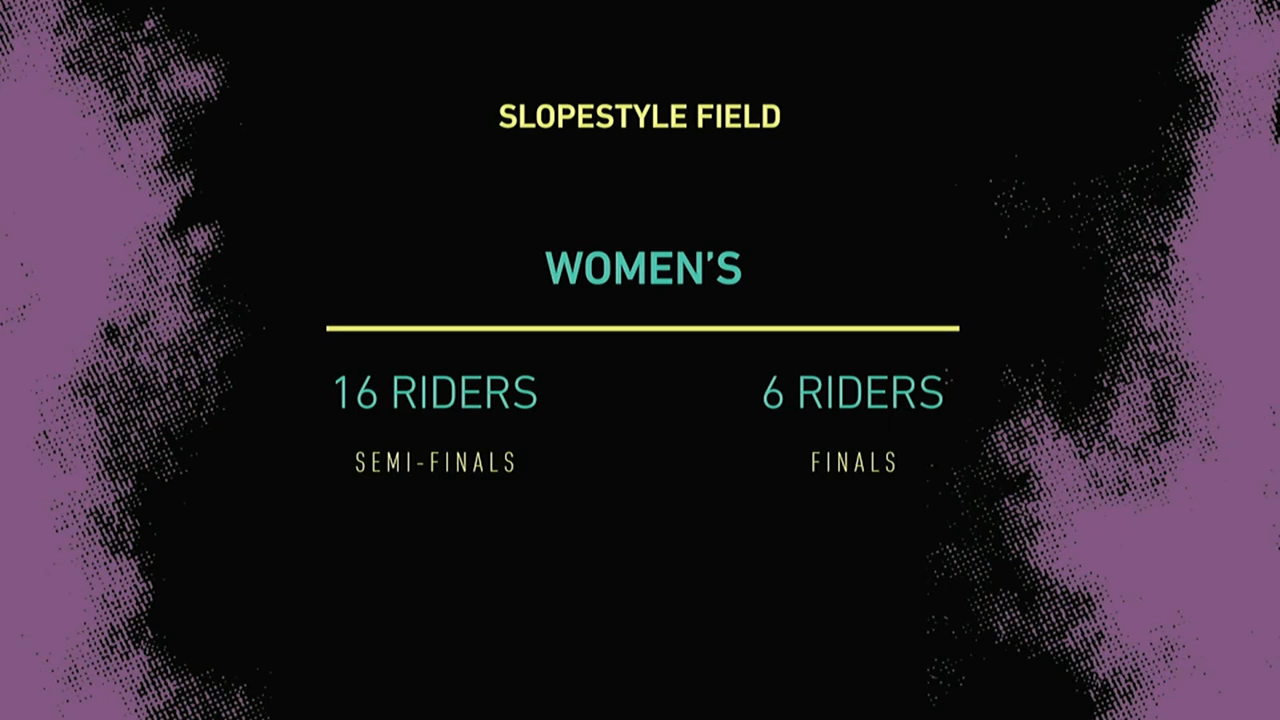 SLOPESTYLE FIELD
WOMEN'S
16 RIDERS 6 RIDERS
SEMI-FINALS FINALS